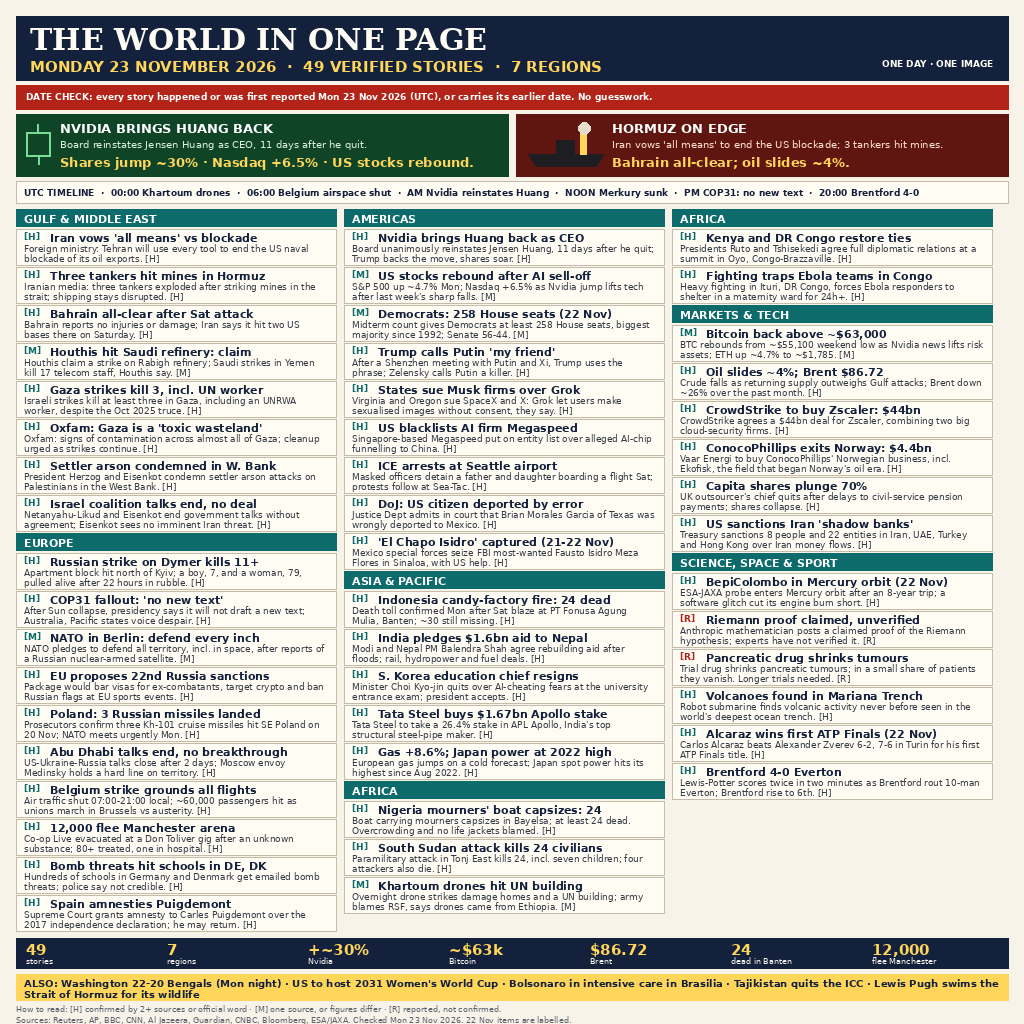 THE WORLD IN ONE PAGE
MONDAY 23 NOVEMBER 2026 · 49 VERIFIED STORIES · 7 REGIONS
ONE DAY · ONE IMAGE
DATE CHECK: every story happened or was first reported Mon 23 Nov 2026 (UTC), or carries its earlier date. No guesswork.
NVIDIA BRINGS HUANG BACK
Board reinstates Jensen Huang as CEO, 11 days after he quit.
Shares jump ~30% · Nasdaq +6.5% · US stocks rebound.
HORMUZ ON EDGE
Iran vows 'all means' to end the US blockade; 3 tankers hit mines.
Bahrain all-clear; oil slides ~4%.
UTC TIMELINE · 00:00 Khartoum drones · 06:00 Belgium airspace shut · AM Nvidia reinstates Huang · NOON Merkury sunk · PM COP31: no new text · 20:00 Brentford 4-0
GULF & MIDDLE EAST
[H] Iran vows 'all means' vs blockade
Foreign ministry: Tehran will use every tool to end the US naval
blockade of its oil exports. [H]
[H] Three tankers hit mines in Hormuz
Iranian media: three tankers exploded after striking mines in the
strait; shipping stays disrupted. [H]
[H] Bahrain all-clear after Sat attack
Bahrain reports no injuries or damage; Iran says it hit two US
bases there on Saturday. [H]
[M] Houthis hit Saudi refinery: claim
Houthis claim a strike on Rabigh refinery; Saudi strikes in Yemen
kill 17 telecom staff, Houthis say. [M]
[H] Gaza strikes kill 3, incl. UN worker
Israeli strikes kill at least three in Gaza, including an UNRWA
worker, despite the Oct 2025 truce. [H]
[H] Oxfam: Gaza is a 'toxic wasteland'
Oxfam: signs of contamination across almost all of Gaza; cleanup
urged as strikes continue. [H]
[H] Settler arson condemned in W. Bank
President Herzog and Eisenkot condemn settler arson attacks on
Palestinians in the West Bank. [H]
[H] Israel coalition talks end, no deal
Netanyahu-Likud and Eisenkot end government talks without
agreement; Eisenkot sees no imminent Iran threat. [H]
EUROPE
[H] Russian strike on Dymer kills 11+
Apartment block hit north of Kyiv; a boy, 7, and a woman, 79,
pulled alive after 22 hours in rubble. [H]
[H] COP31 fallout: 'no new text'
After Sun collapse, presidency says it will not draft a new text;
Australia, Pacific states voice despair. [H]
[M] NATO in Berlin: defend every inch
NATO pledges to defend all territory, incl. in space, after reports of
a Russian nuclear-armed satellite. [M]
[H] EU proposes 22nd Russia sanctions
Package would bar visas for ex-combatants, target crypto and ban
Russian flags at EU sports events. [H]
[H] Poland: 3 Russian missiles landed
Prosecutors confirm three Kh-101 cruise missiles hit SE Poland on
20 Nov; NATO meets urgently Mon. [H]
[H] Abu Dhabi talks end, no breakthrough
US-Ukraine-Russia talks close after 2 days; Moscow envoy
Medinsky holds a hard line on territory. [H]
[H] Belgium strike grounds all flights
Air traffic shut 07:00-21:00 local; ~60,000 passengers hit as
unions march in Brussels vs austerity. [H]
[H] 12,000 flee Manchester arena
Co-op Live evacuated at a Don Toliver gig after an unknown
substance; 80+ treated, one in hospital. [H]
[H] Bomb threats hit schools in DE, DK
Hundreds of schools in Germany and Denmark get emailed bomb
threats; police say not credible. [H]
[H] Spain amnesties Puigdemont
Supreme Court grants amnesty to Carles Puigdemont over the
2017 independence declaration; he may return. [H]
AMERICAS
[H] Nvidia brings Huang back as CEO
Board unanimously reinstates Jensen Huang, 11 days after he quit;
Trump backs the move, shares soar. [H]
[M] US stocks rebound after AI sell-off
S&P 500 up ~4.7% Mon; Nasdaq +6.5% as Nvidia jump lifts tech
after last week's sharp falls. [M]
[M] Democrats: 258 House seats (22 Nov)
Midterm count gives Democrats at least 258 House seats, biggest
majority since 1992; Senate 56-44. [M]
[H] Trump calls Putin 'my friend'
After a Shenzhen meeting with Putin and Xi, Trump uses the
phrase; Zelensky calls Putin a killer. [H]
[H] States sue Musk firms over Grok
Virginia and Oregon sue SpaceX and X: Grok let users make
sexualised images without consent, they say. [H]
[H] US blacklists AI firm Megaspeed
Singapore-based Megaspeed put on entity list over alleged AI-chip
funnelling to China. [H]
[H] ICE arrests at Seattle airport
Masked officers detain a father and daughter boarding a flight Sat;
protests follow at Sea-Tac. [H]
[H] DoJ: US citizen deported by error
Justice Dept admits in court that Brian Morales Garcia of Texas was
wrongly deported to Mexico. [H]
[H] 'El Chapo Isidro' captured (21-22 Nov)
Mexico special forces seize FBI most-wanted Fausto Isidro Meza
Flores in Sinaloa, with US help. [H]
ASIA & PACIFIC
[H] Indonesia candy-factory fire: 24 dead
Death toll confirmed Mon after Sat blaze at PT Fonusa Agung
Mulia, Banten; ~30 still missing. [H]
[H] India pledges $1.6bn aid to Nepal
Modi and Nepal PM Balendra Shah agree rebuilding aid after
floods; rail, hydropower and fuel deals. [H]
[H] S. Korea education chief resigns
Minister Choi Kyo-jin quits over AI-cheating fears at the university
entrance exam; president accepts. [H]
[H] Tata Steel buys $1.67bn Apollo stake
Tata Steel to take a 26.4% stake in APL Apollo, India's top
structural steel-pipe maker. [H]
[H] Gas +8.6%; Japan power at 2022 high
European gas jumps on a cold forecast; Japan spot power hits its
highest since Aug 2022. [H]
AFRICA
[H] Nigeria mourners' boat capsizes: 24
Boat carrying mourners capsizes in Bayelsa; at least 24 dead.
Overcrowding and no life jackets blamed. [H]
[H] South Sudan attack kills 24 civilians
Paramilitary attack in Tonj East kills 24, incl. seven children; four
attackers also die. [H]
[M] Khartoum drones hit UN building
Overnight drone strikes damage homes and a UN building; army
blames RSF, says drones came from Ethiopia. [M]
AFRICA
[H] Kenya and DR Congo restore ties
Presidents Ruto and Tshisekedi agree full diplomatic relations at a
summit in Oyo, Congo-Brazzaville. [H]
[H] Fighting traps Ebola teams in Congo
Heavy fighting in Ituri, DR Congo, forces Ebola responders to
shelter in a maternity ward for 24h+. [H]
MARKETS & TECH
[M] Bitcoin back above ~$63,000
BTC rebounds from ~$55,100 weekend low as Nvidia news lifts risk
assets; ETH up ~4.7% to ~$1,785. [M]
[H] Oil slides ~4%; Brent $86.72
Crude falls as returning supply outweighs Gulf attacks; Brent down
~26% over the past month. [H]
[H] CrowdStrike to buy Zscaler: $44bn
CrowdStrike agrees a $44bn deal for Zscaler, combining two big
cloud-security firms. [H]
[H] ConocoPhillips exits Norway: $4.4bn
Vaar Energi to buy ConocoPhillips' Norwegian business, incl.
Ekofisk, the field that began Norway's oil era. [H]
[H] Capita shares plunge 70%
UK outsourcer's chief quits after delays to civil-service pension
payments; shares collapse. [H]
[H] US sanctions Iran 'shadow banks'
Treasury sanctions 8 people and 22 entities in Iran, UAE, Turkey
and Hong Kong over Iran money flows. [H]
SCIENCE, SPACE & SPORT
[H] BepiColombo in Mercury orbit (22 Nov)
ESA-JAXA probe enters Mercury orbit after an 8-year trip; a
software glitch cut its engine burn short. [H]
[R] Riemann proof claimed, unverified
Anthropic mathematician posts a claimed proof of the Riemann
hypothesis; experts have not verified it. [R]
[R] Pancreatic drug shrinks tumours
Trial drug shrinks pancreatic tumours; in a small share of patients
they vanish. Longer trials needed. [R]
[H] Volcanoes found in Mariana Trench
Robot submarine finds volcanic activity never before seen in the
world's deepest ocean trench. [H]
[H] Alcaraz wins first ATP Finals (22 Nov)
Carlos Alcaraz beats Alexander Zverev 6-2, 7-6 in Turin for his first
ATP Finals title. [H]
[H] Brentford 4-0 Everton
Lewis-Potter scores twice in two minutes as Brentford rout 10-man
Everton; Brentford rise to 6th. [H]
49
stories
7
regions
+~30%
Nvidia
~$63k
Bitcoin
$86.72
Brent
24
dead in Banten
12,000
flee Manchester
ALSO: Washington 22-20 Bengals (Mon night) · US to host 2031 Women's World Cup · Bolsonaro in intensive care in Brasilia · Tajikistan quits the ICC · Lewis Pugh swims the
Strait of Hormuz for its wildlife
How to read: [H] confirmed by 2+ sources or official word · [M] one source, or figures differ · [R] reported, not confirmed.
Sources: Reuters, AP, BBC, CNN, Al Jazeera, Guardian, CNBC, Bloomberg, ESA/JAXA. Checked Mon 23 Nov 2026. 22 Nov items are labelled.